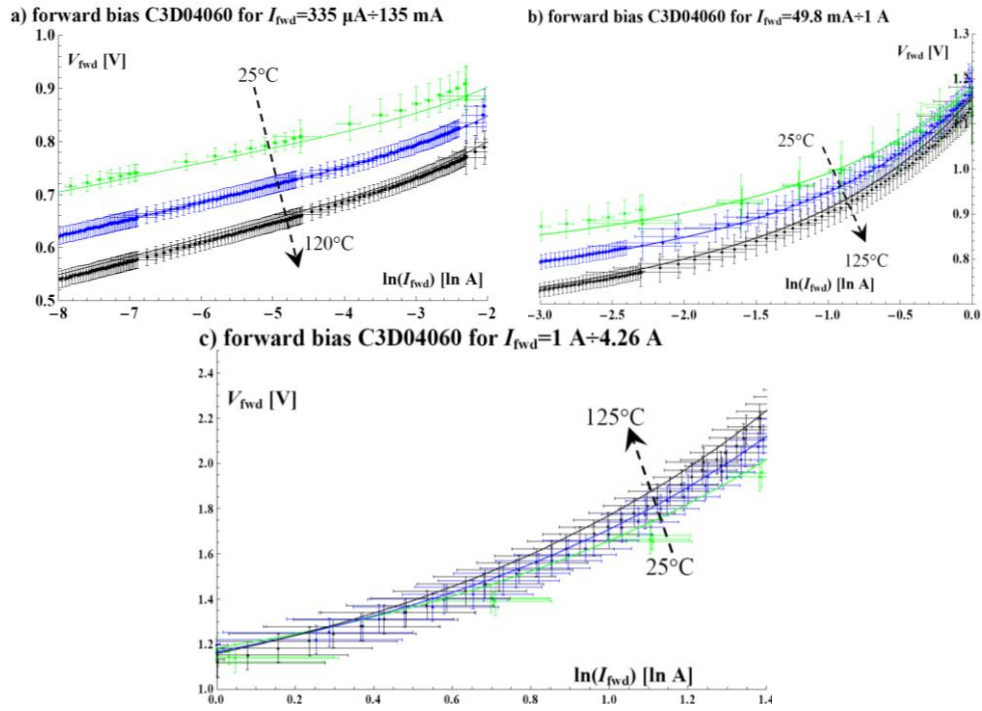 a) forward bias C3D04060 for Ifwd=335 μA÷135 mA
Vfwd [V]
25°C
120°C
ln(Ifwd) [ln A]
1.0
0.9
0.8
0.7
0.6
0.5
−8 −7 −6 −5 −4 −3 −2
b) forward bias C3D04060 for Ifwd=49.8 mA÷1 A
Vfwd [V]
25°C
125°C
ln(Ifwd) [ln A]
1.3
1.2
1.1
1.0
0.9
0.8
-3.0 -2.5 -2.0 -1.5 -1.0 -0.5 0.0
c) forward bias C3D04060 for Ifwd=1 A÷4.26 A
Vfwd [V]
125°C
25°C
ln(Ifwd) [ln A]
2.4
2.2
2.0
1.8
1.6
1.4
1.2
1.0
0.0 0.2 0.4 0.6 0.8 1.0 1.2 1.4